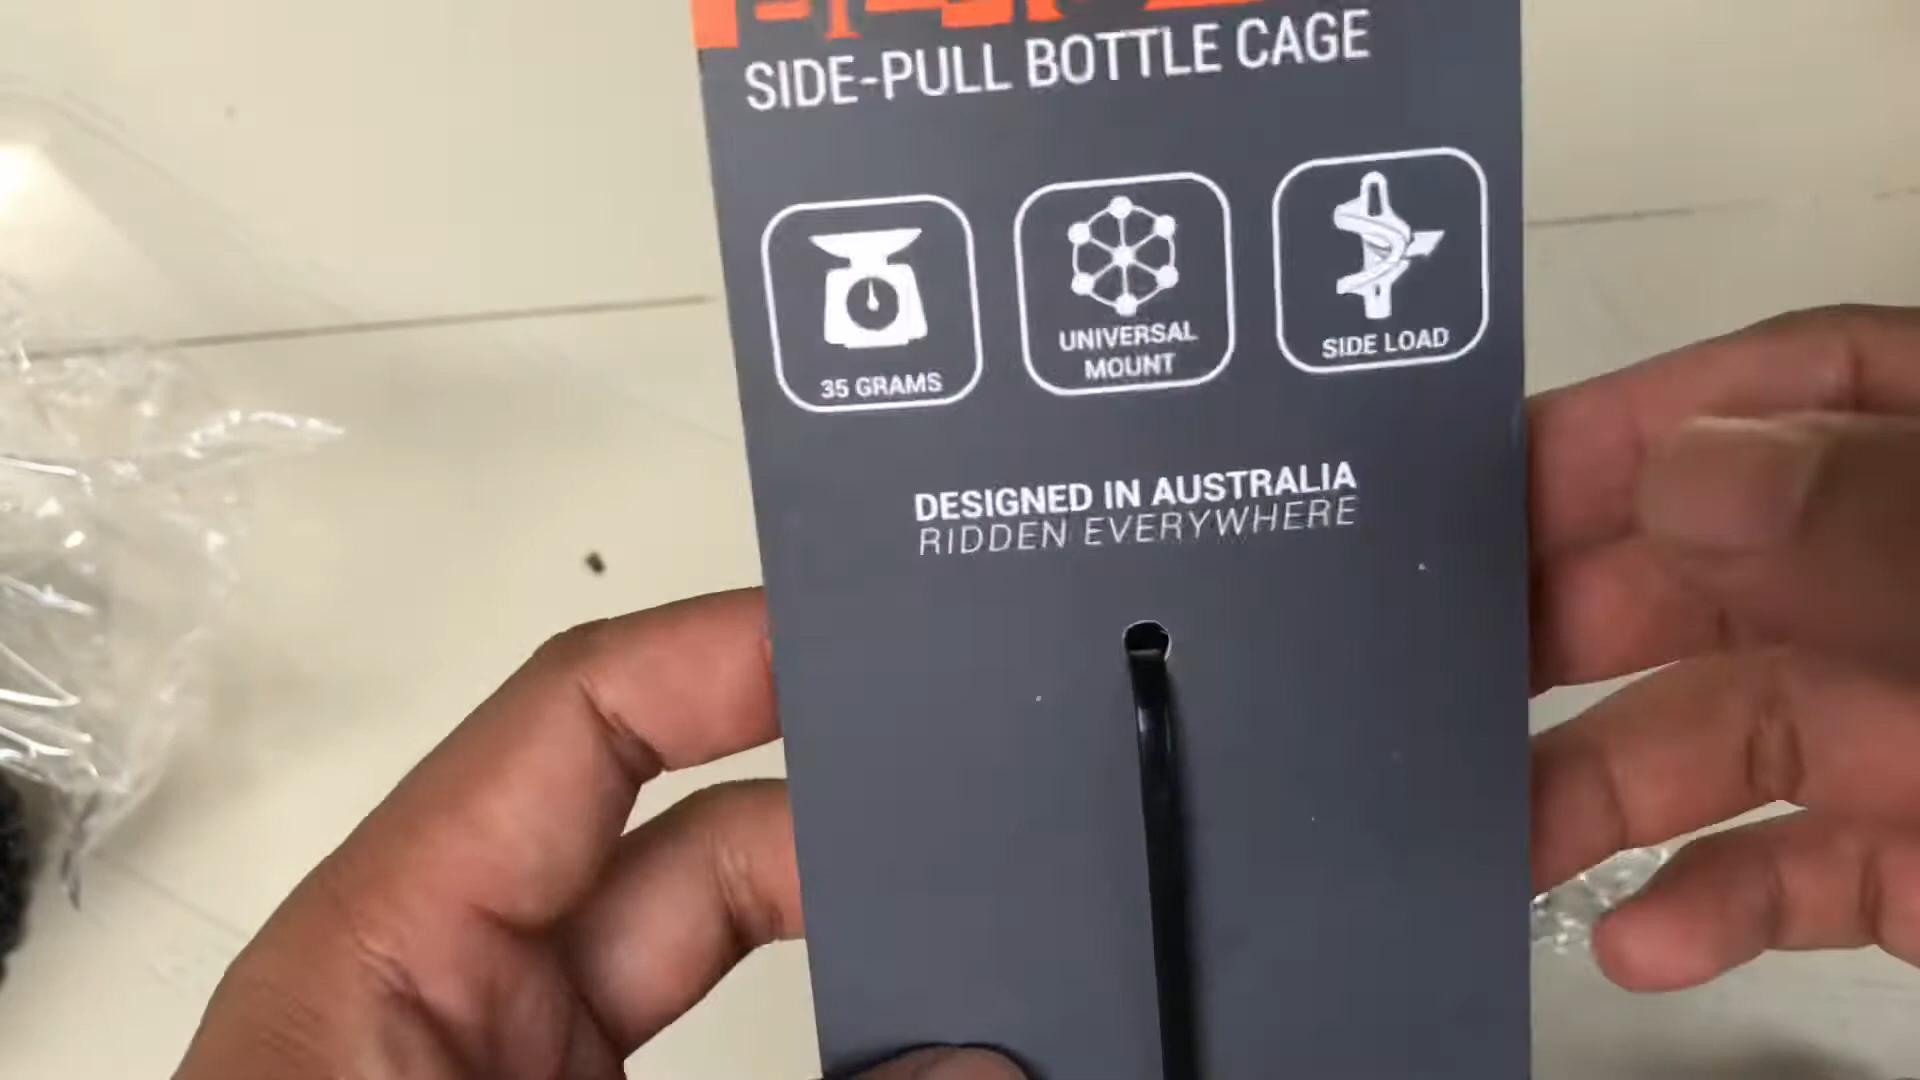 SIDE-PULL BOTTLE CAGE
35 GRAMS
UNIVERSAL
MOUNT
SIDE LOAD
DESIGNED IN AUSTRALIA
RIDDEN EVERYWHERE